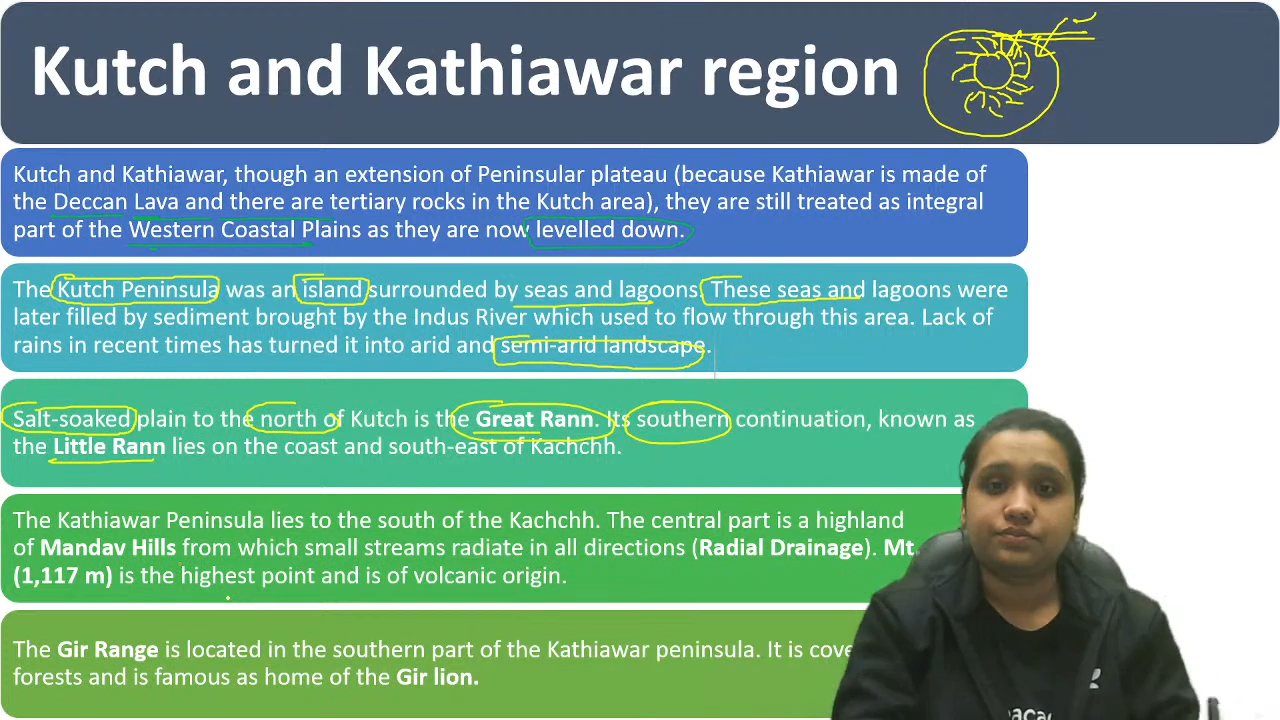 Kutch and Kathiawar region
Kutch and Kathiawar, though an extension of Peninsular plateau (because Kathiawar is made of
the Deccan Lava and there are tertiary rocks in the Kutch area), they are still treated as integral
part of the Western Coastal Plains as they are now levelled down.
The Kutch Peninsula was an island surrounded by seas and lagoons. These seas and lagoons were
later filled by sediment brought by the Indus River which used to flow through this area. Lack of
rains in recent times has turned it into arid and semi-arid landscape.
Salt-soaked plain to the north of Kutch is the Great Rann. Its southern continuation, known as
the Little Rann lies on the coast and south-east of Kachchh.
The Kathiawar Peninsula lies to the south of the Kachchh. The central part is a highland
of Mandav Hills from which small streams radiate in all directions (Radial Drainage). Mt.
(1,117 m) is the highest point and is of volcanic origin.
The Gir Range is located in the southern part of the Kathiawar peninsula. It is
forests and is famous as home of the Gir lion.